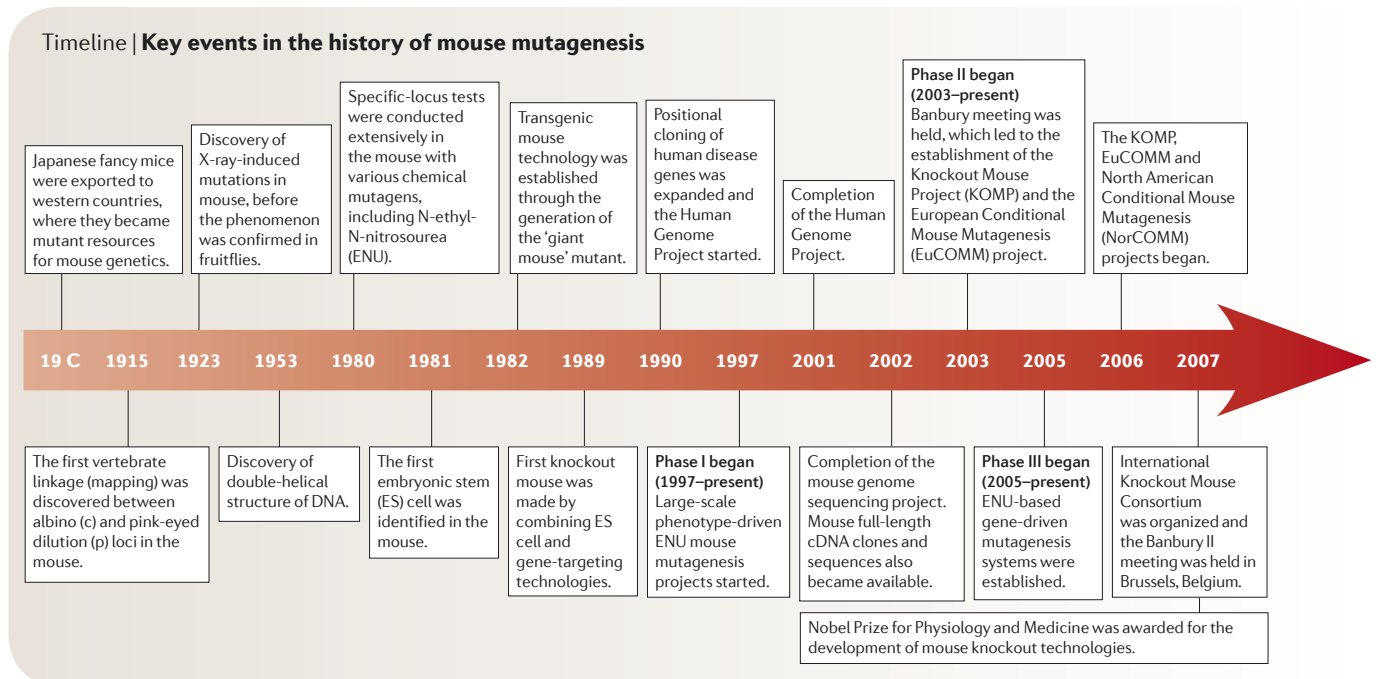 Timeline | Key events in the history of mouse mutagenesis
Japanese fancy mice
were exported to
western countries,
where they became
mutant resources
for mouse genetics.
Discovery of
X-ray-induced
mutations in
mouse, before
the phenomenon
was confirmed in
fruitflies.
Specific-locus tests
were conducted
extensively in
the mouse with
various chemical
mutagens,
including N-ethyl-
N-nitrosourea
(ENU).
Transgenic
mouse
technology was
established
through the
generation of
the ‘giant
mouse’ mutant.
Positional
cloning of
human disease
genes was
expanded and
the Human
Genome
Project started.
Completion
of the Human
Genome
Project.
Phase II began
(2003–present)
Banbury meeting was
held, which led to the
establishment of the
Knockout Mouse
Project (KOMP) and the
European Conditional
Mouse Mutagenesis
(EuCOMM) project.
The KOMP,
EuCOMM and
North American
Conditional Mouse
Mutagenesis
(NorCOMM)
projects began.
19 C 1915 1923 1953 1980 1981 1982 1989 1990 1997 2001 2002 2003 2005 2006 2007
The first vertebrate
linkage (mapping) was
discovered between
albino (c) and pink-eyed
dilution (p) loci in the
mouse.
Discovery of
double-helical
structure of DNA.
The first
embryonic stem
(ES) cell was
identified in the
mouse.
First knockout
mouse was
made by
combining ES
cell and
gene-targeting
technologies.
Phase I began
(1997–present)
Large-scale
phenotype-driven
ENU mouse
mutagenesis
projects started.
Completion of the
mouse genome
sequencing project.
Mouse full-length
cDNA clones and
sequences also
became available.
Phase III began
(2005–present)
ENU-based
gene-driven
mutagenesis
systems were
established.
International
Knockout Mouse
Consortium
was organized and
the Banbury II
meeting was held in
Brussels, Belgium.
Nobel Prize for Physiology and Medicine was awarded for the
development of mouse knockout technologies.